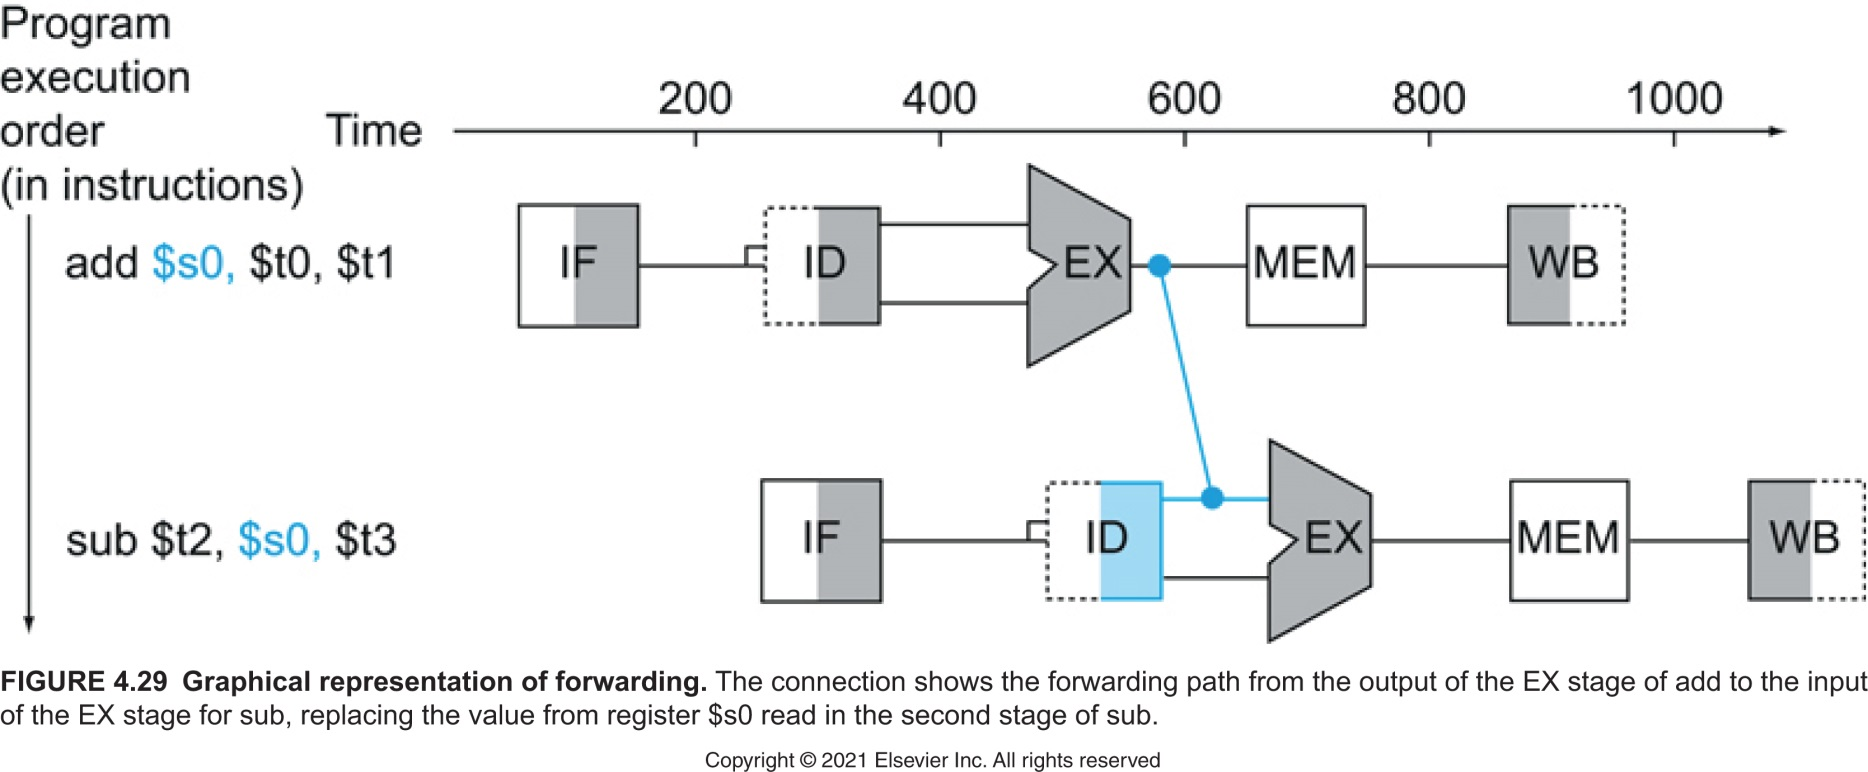 Program
execution
order
(in instructions)
Time
200 400 600 800 1000
add $s0, $t0, $t1
IF ID EX MEM WB
sub $t2, $s0, $t3
IF ID EX MEM WB
FIGURE 4.29 Graphical representation of forwarding. The connection shows the forwarding path from the output of the EX stage of add to the input
of the EX stage for sub, replacing the value from register $s0 read in the second stage of sub.
Copyright © 2021 Elsevier Inc. All rights reserved